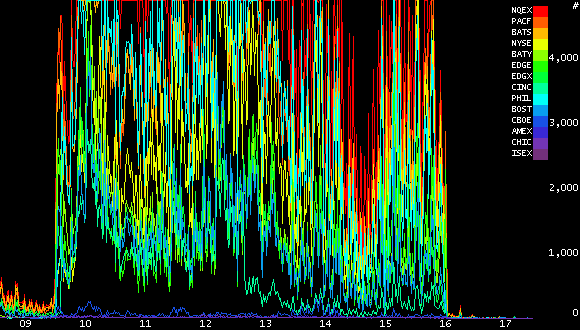 #
NQEX
PACF
BATS
NYSE
BATY
4,000
EDGE
EDGX
CINC
PHIL
BOST
CBOE
3,000
AMEX
CHIC
ISEX
2,000
1,000
0
09 10 11 12 13 14 15 16 17